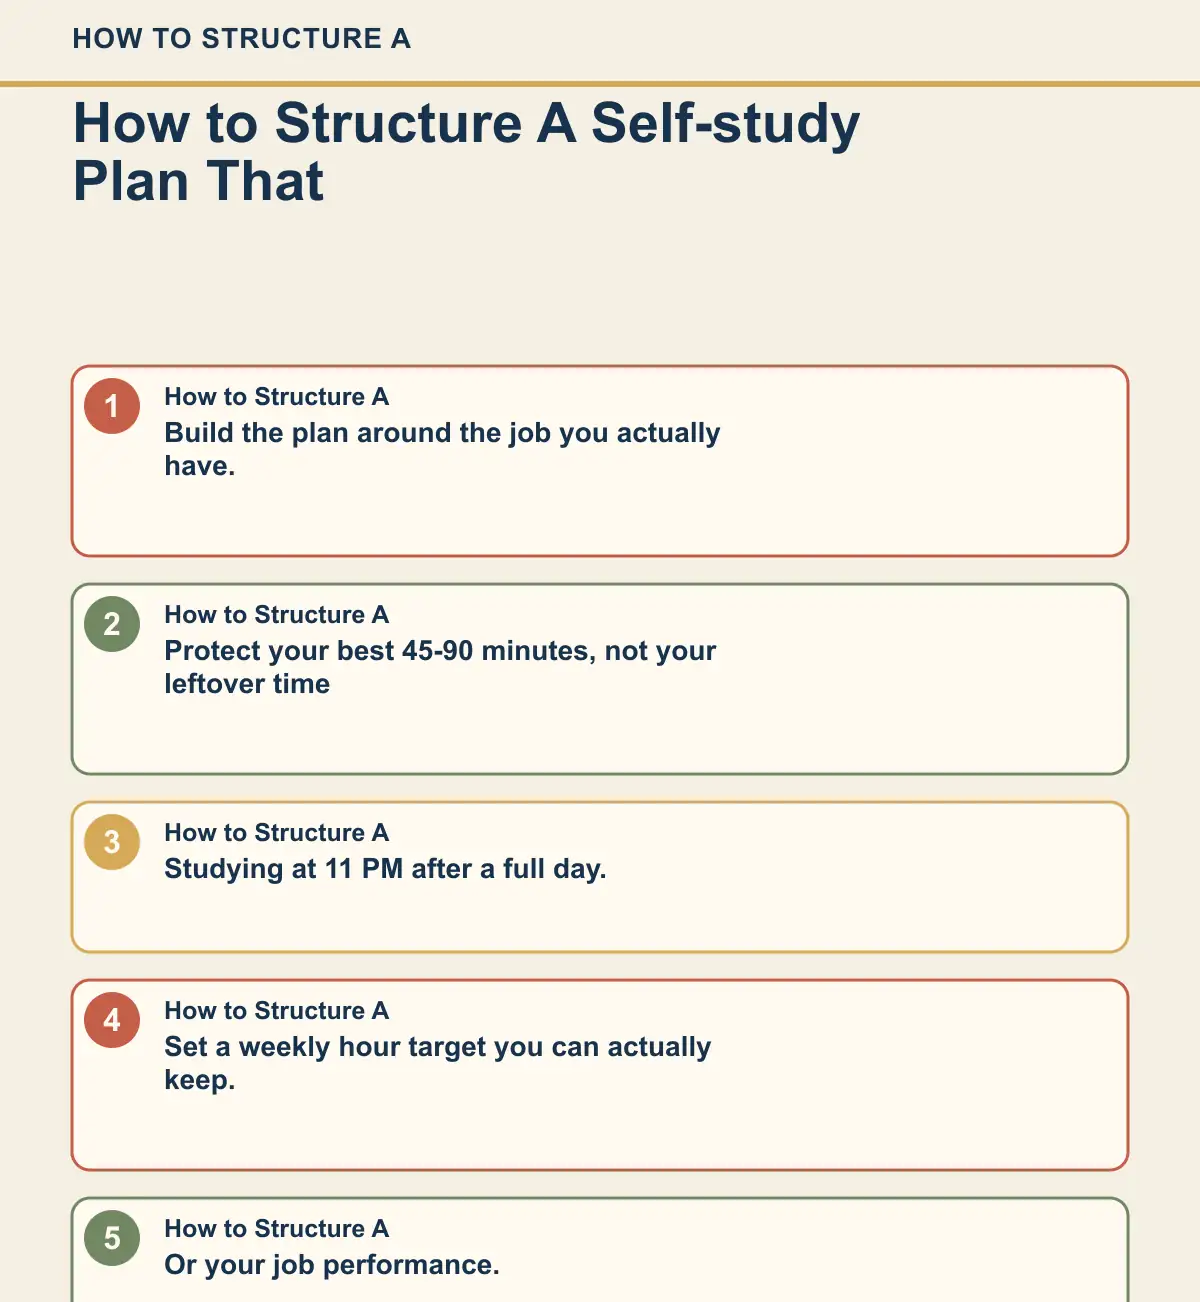 HOW TO STRUCTURE A
How to Structure A Self-study
Plan That
1
How to Structure A
Build the plan around the job you actually
have.
2
How to Structure A
Protect your best 45-90 minutes, not your
leftover time
3
How to Structure A
Studying at 11 PM after a full day.
4
How to Structure A
Set a weekly hour target you can actually
keep.
5
How to Structure A
Or your job performance.